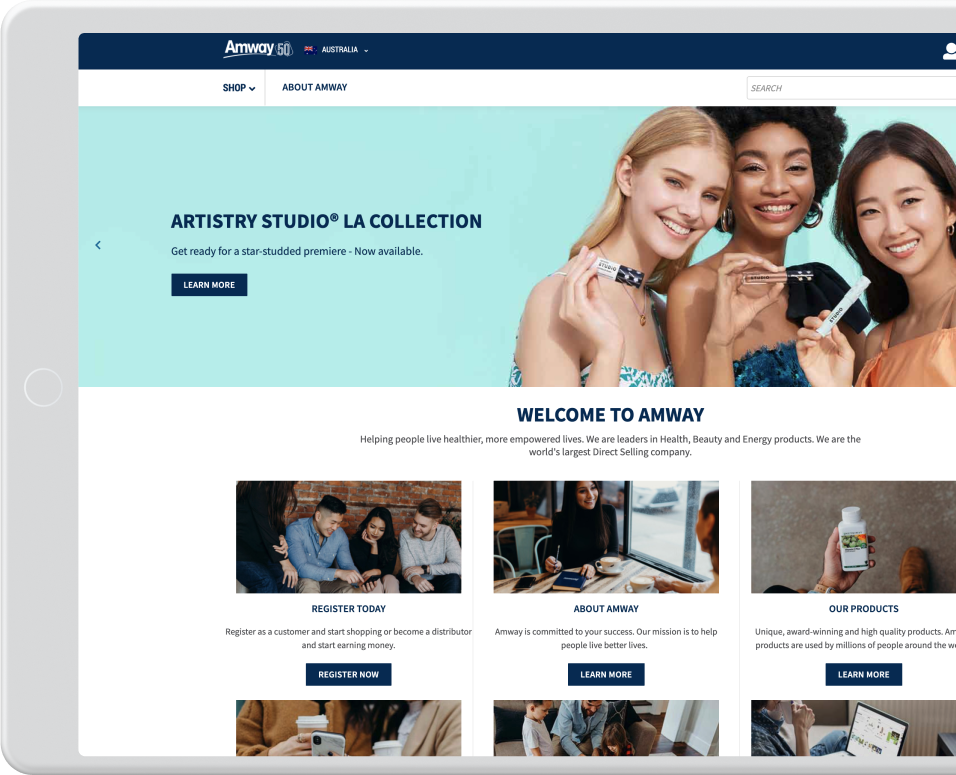 Amway 50 AUSTRALIA
SHOP ABOUT AMWAY SEARCH
ARTISTRY STUDIO® LA COLLECTION
Get ready for a star-studded premiere - Now available.
LEARN MORE
STUDIO
STUDIO
STUDIO
WELCOME TO AMWAY
Helping people live healthier, more empowered lives. We are leaders in Health, Beauty and Energy products. We are the
world's largest Direct Selling company.
REGISTER TODAY
Register as a customer and start shopping or become a distributor
and start earning money.
REGISTER NOW
ABOUT AMWAY
Amway is committed to your success. Our mission is to help
people live better lives.
LEARN MORE
OUR PRODUCTS
Unique, award-winning and high quality products. Am
products are used by millions of people around the we
LEARN MORE